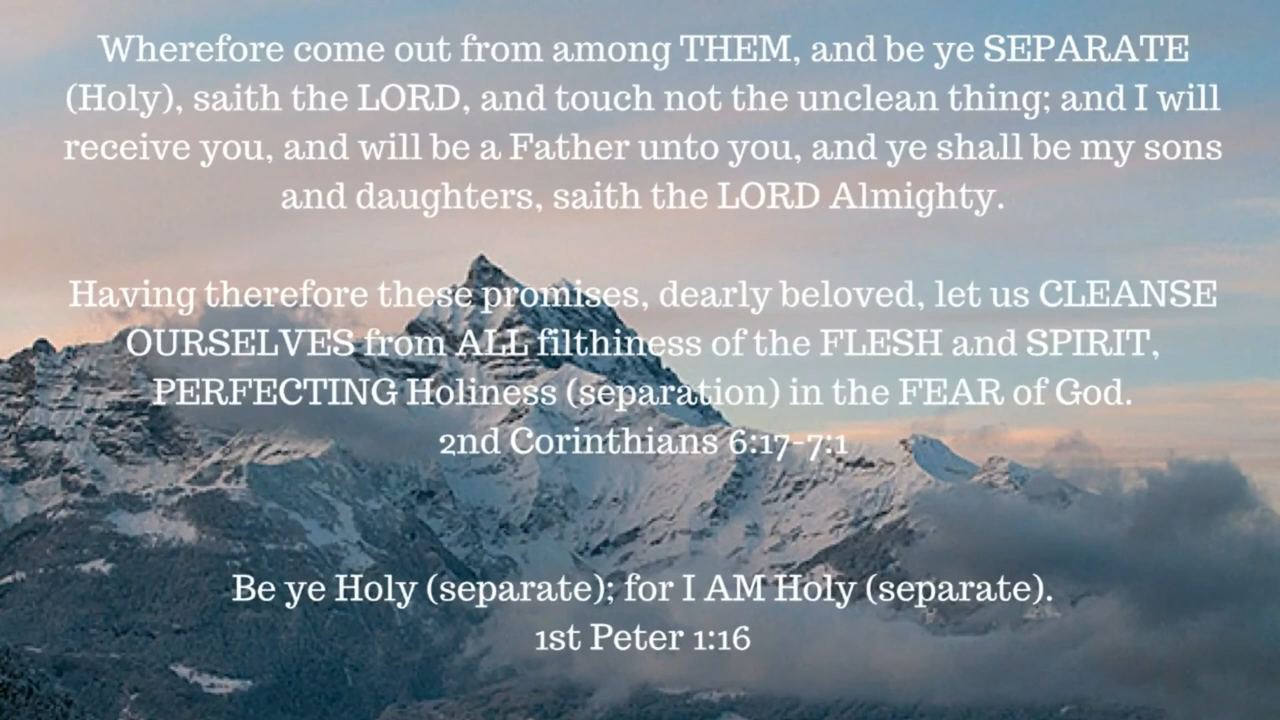 Wherefore come out from among THEM, and be ye SEPARATE
(Holy), saith the LORD, and touch not the unclean thing; and I will
receive you, and will be a Father unto you, and ye shall be my sons
and daughters, saith the LORD Almighty.
Having therefore these promises, dearly beloved, let us CLEANSE
OURSELVES from ALL filthiness of the FLESH and SPIRIT,
PERFECTING Holiness (separation) in the FEAR of God.
2nd Corinthians 6:17-7:1
Be ye Holy (separate); for I AM Holy (separate).
1st Peter 1:16